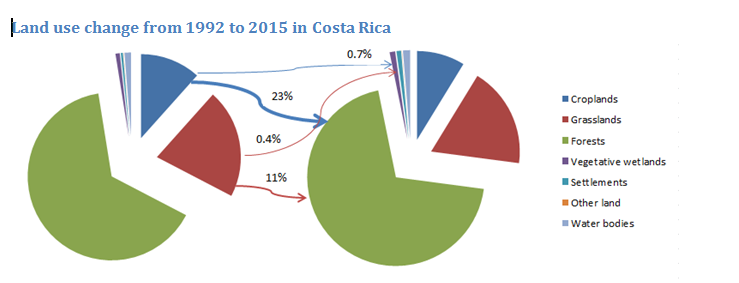 Land use change from 1992 to 2015 in Costa Rica
0.7%
23%
0.4%
11%
Croplands
Grasslands
Forests
Vegetative wetlands
Settlements
Other land
Water bodies